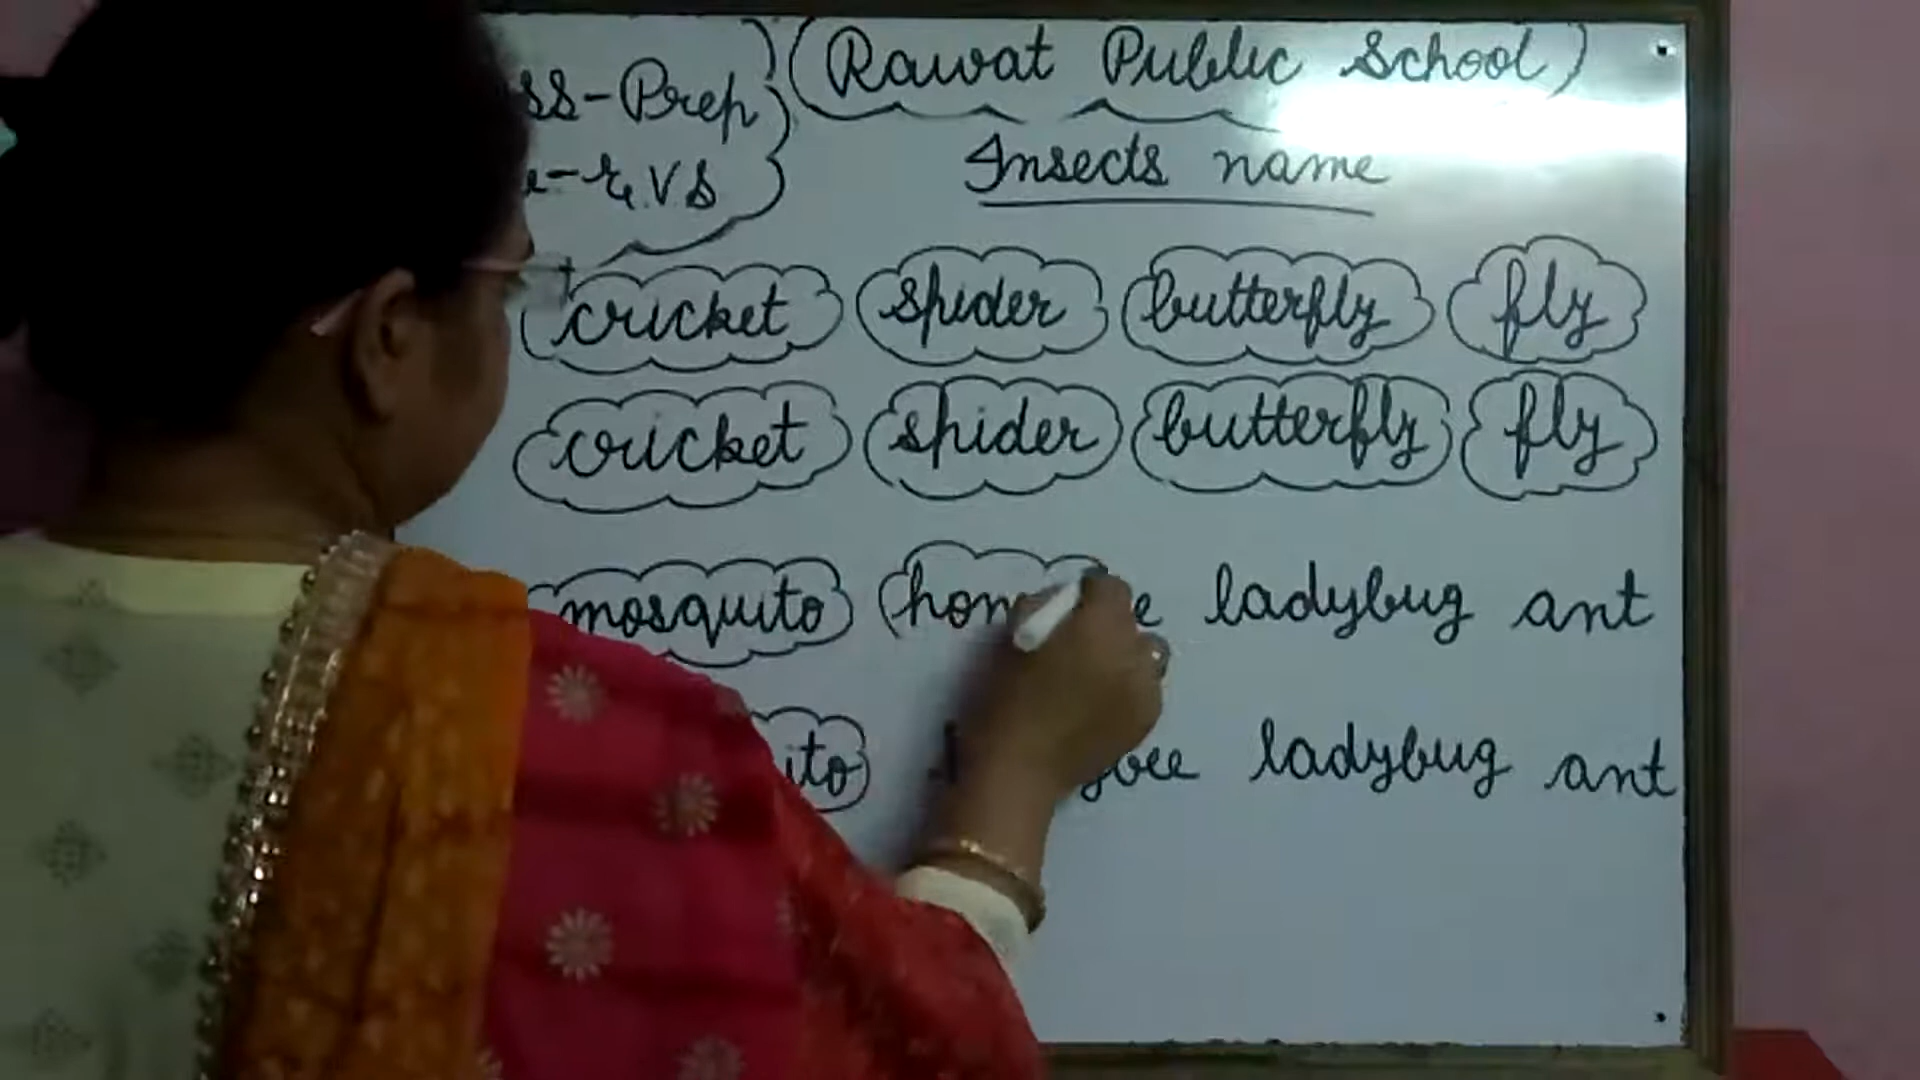 (Rawat Public School)
ss-Prep
E.V.S
Insects name
cricket spider butterfly fly
cricket spider butterfly fly
mosquito ladybug ant
ladybug ant